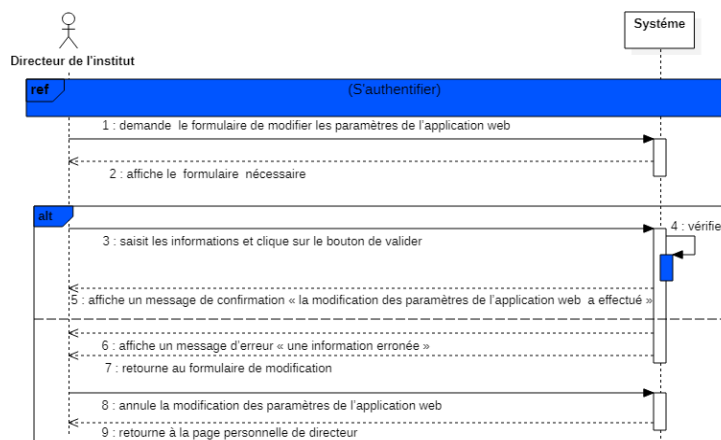 Systéme
Directeur de l'institut
ref
(S'authentifier)
1 : demande le formulaire de modifier les paramètres de l'application web
2 : affiche le formulaire nécessaire
alt
4 : vérifie
3 : saisit les informations et clique sur le bouton de valider
5 : affiche un message de confirmation « la modification des paramètres de l'application web a effectué »
6 : affiche un message d'erreur « une information erronée »
7 : retourne au formulaire de modification
8 : annule la modification des paramètres de l'application web
9 : retourne à la page personnelle de directeur